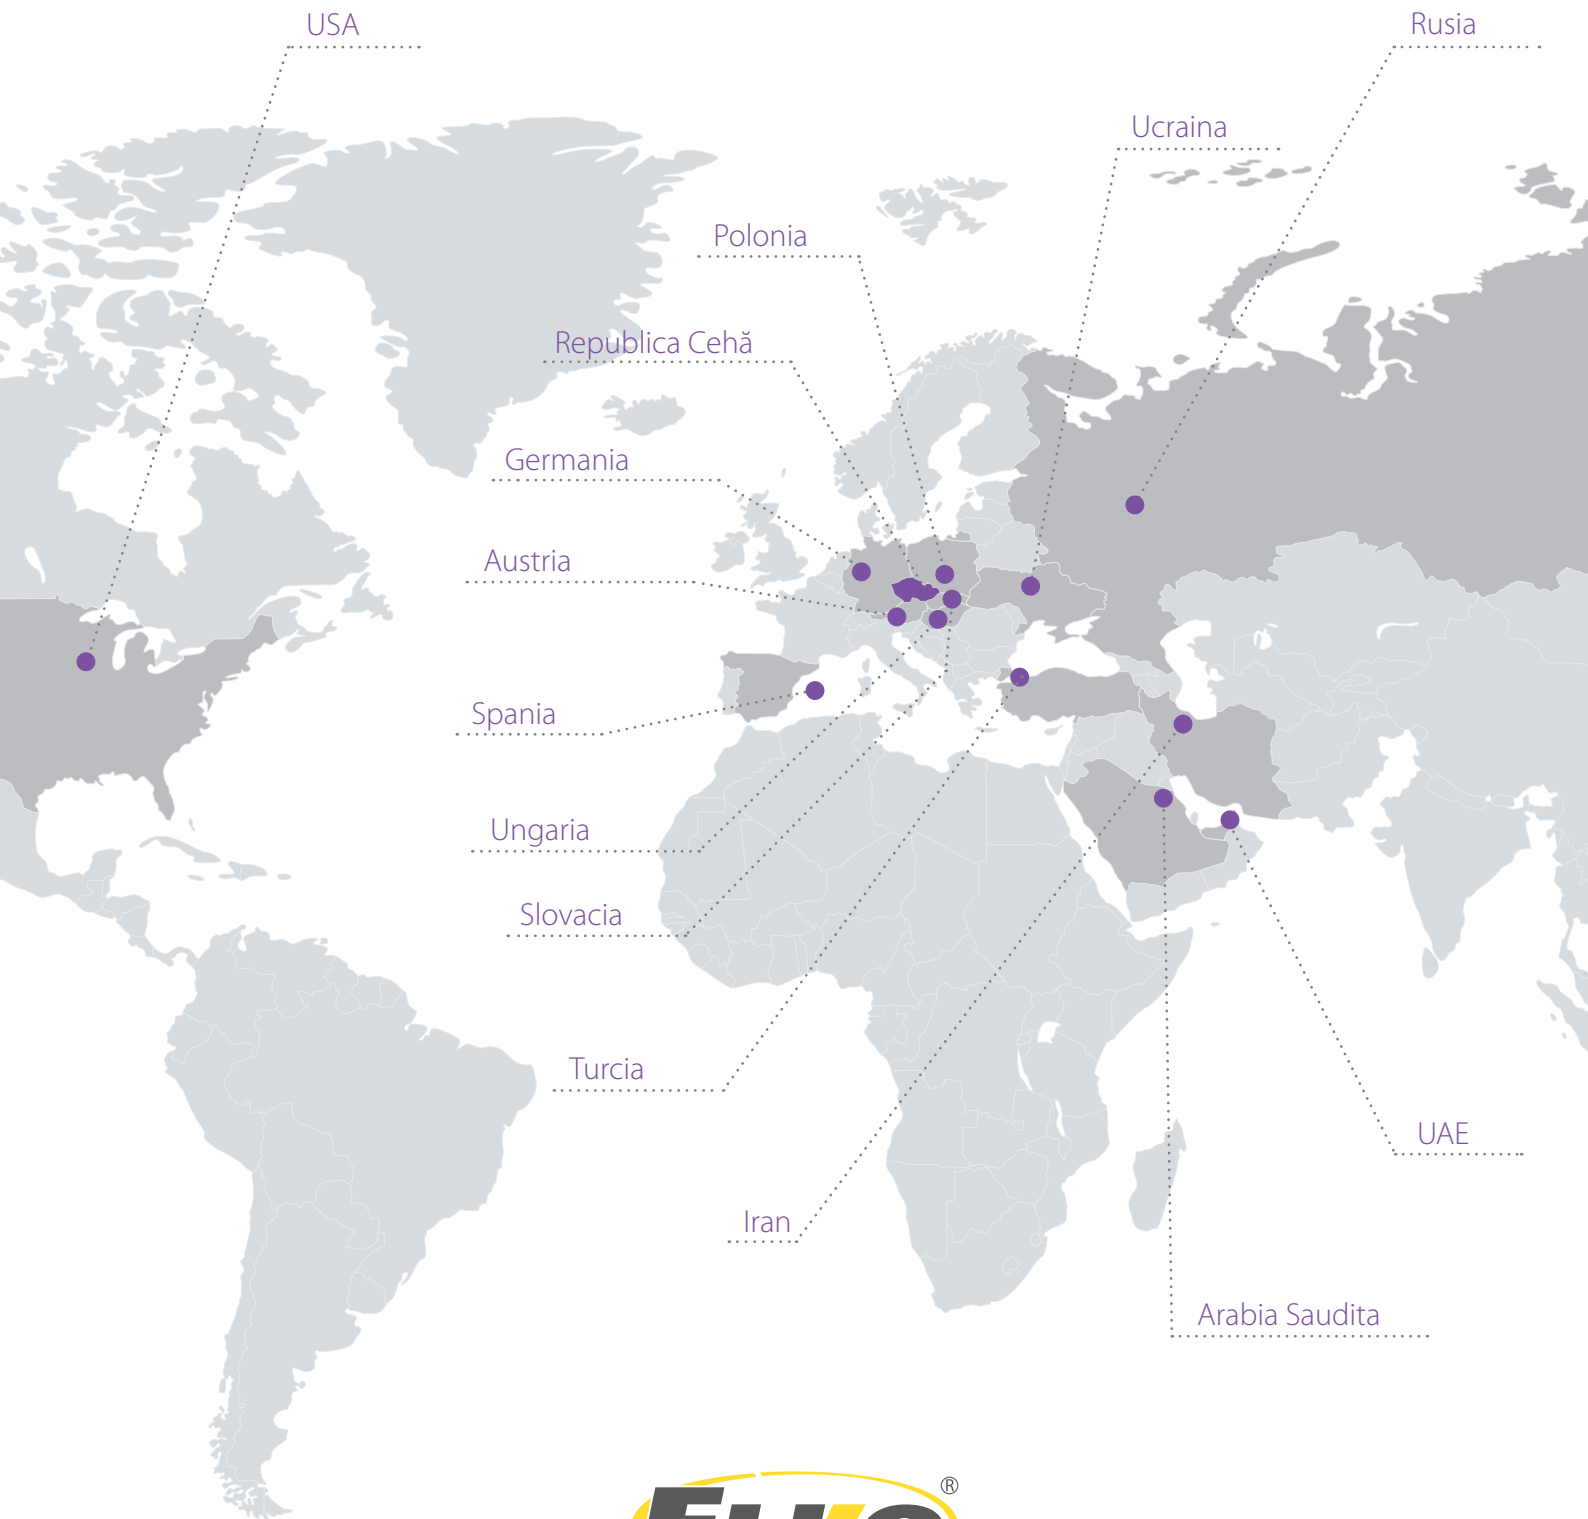 USA
Rusia
Ucraina
Polonia
Republica Cehă
Germania
Austria
Spania
Ungaria
Slovacia
Turcia
UAE
Iran
Arabia Saudita
®